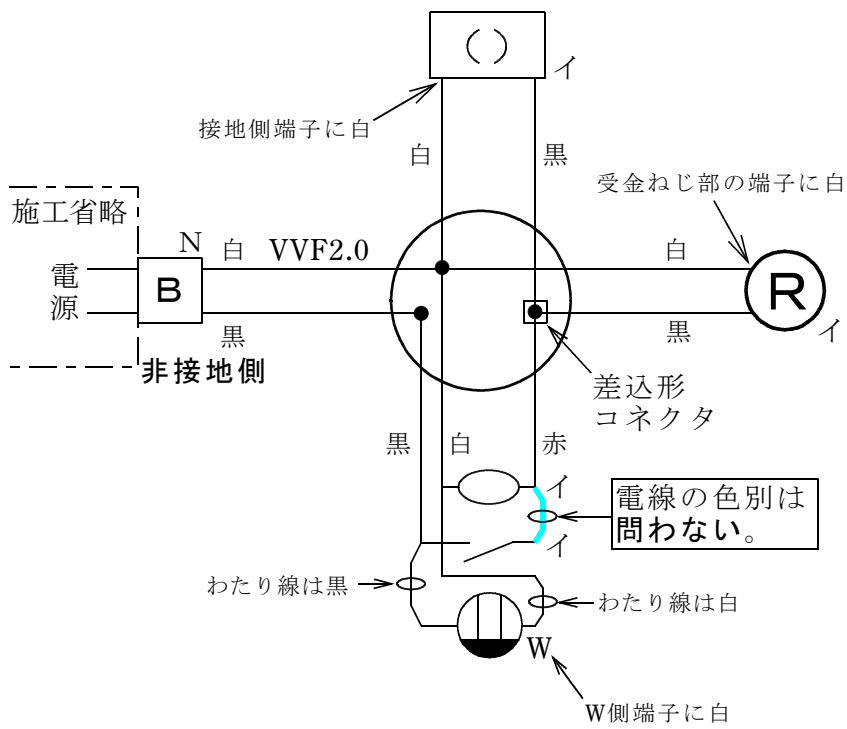 イ
接地側端子に白
白
黒
受金ねじ部の端子に白
施工省略
N
白
VVF2.0
白
電
源
B
R
黒
黒
イ
非接地側
差込形
コネクタ
黒
白
赤
イ
電線の色別は
問わない。
イ
わたり線は黒
わたり線は白
W
W側端子に白